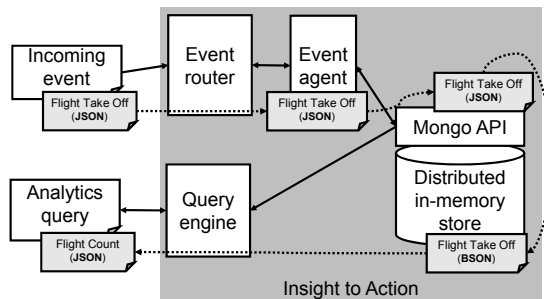 Incoming
event
Flight Take Off
(JSON)
Event
router
Event
agent
Flight Take Off
(JSON)
Flight Take Off
(JSON)
Mongo API
Distributed
in-memory
store
Flight Take Off
(BSON)
Analytics
query
Flight Count
(JSON)
Query
engine
Insight to Action